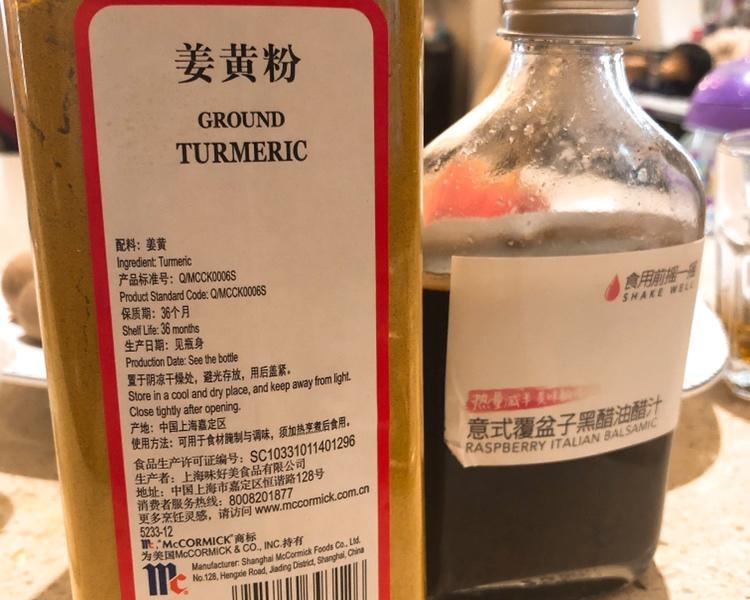 姜黄粉
GROUND
TURMERIC
配料：姜黄
Ingredient: Turmeric
产品标准号：Q/MCCK0006S
Product Standard Code: Q/MCCK0006S
保质期：36个月
Shelf Life: 36 months
生产日期：见瓶身
Production Date: See the bottle
置于阴凉干燥处，避光存放，用后盖紧。
Store in a cool and dry place, and keep away from light.
Close tightly after opening.
产地：中国上海嘉定区
使用方法：可用于食材腌制与调味，须加热烹煮后食用。
食品生产许可证编号：SC10331011401296
生产者：上海味好美食品有限公司
地址：中国上海市嘉定区恒谐路128号
消费者服务热线：8008201877
更多烹饪灵感，请访问 www.mccormick.com.cn
5233-12
Mc, "McCORMICK" 商标
为美国McCORMICK & CO., INC.持有
Mc
Manufacturer: Shanghai McCormick Foods Co., Ltd.
No.128, Hengxie Road, Jiading District, Shanghai, China
食用前摇一摇
SHAKE WELL
热量减半美味
意式覆盆子黑醋油醋汁
RASPBERRY ITALIAN BALSAMIC